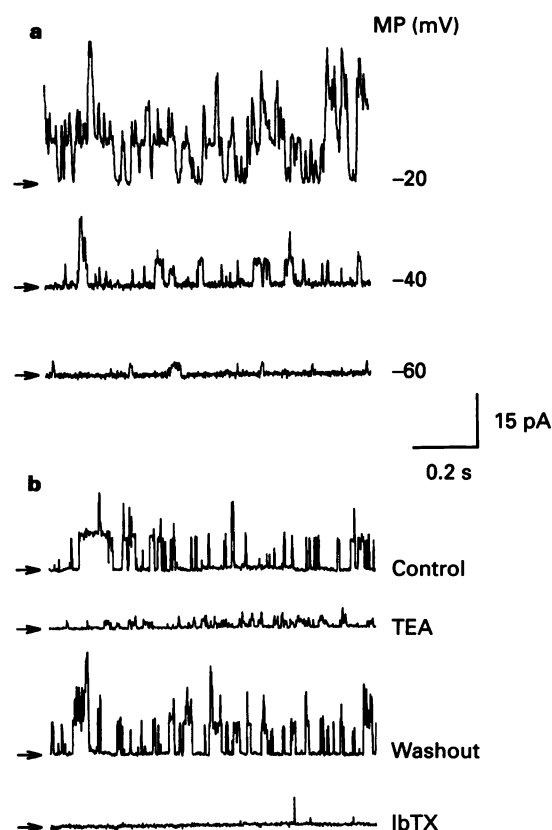 a
MP (mV)
–20
–40
–60
15 pA
0.2 s
b
Control
TEA
Washout
IbTX